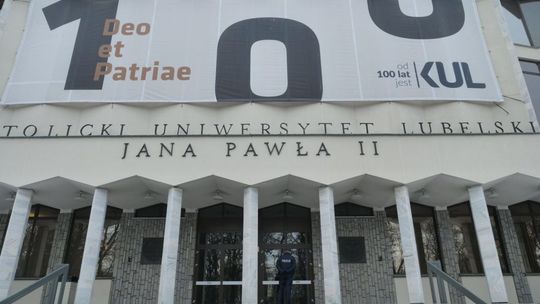 100
Deo
et
Patriae
od
100 lat
jest
KUL
TOLICKI UNIWERSYTET LUBELSKI
JANA PAWŁA II